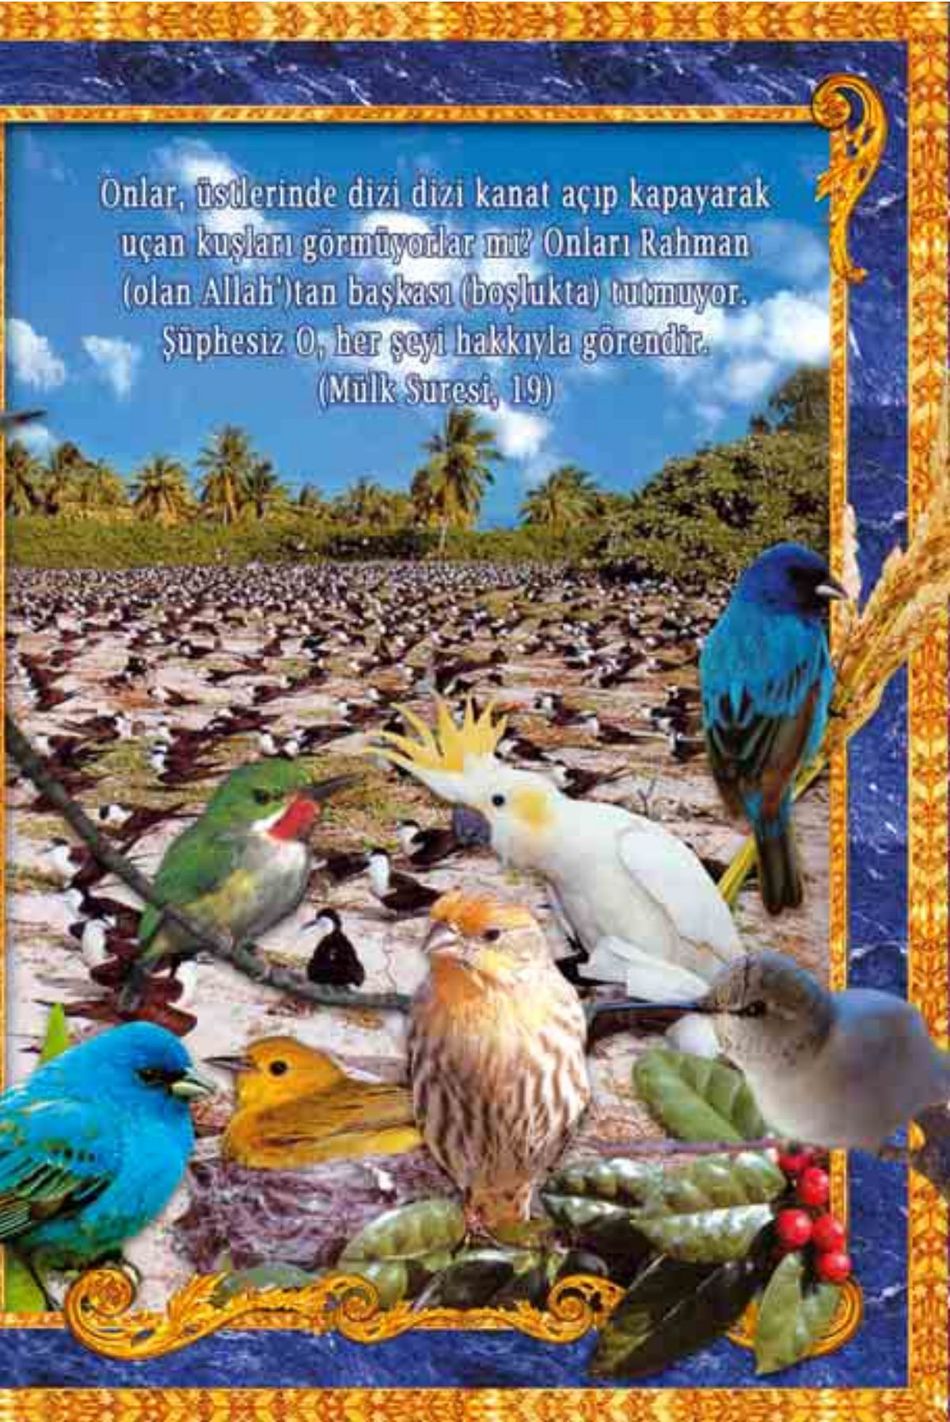 Onlar, üstlerinde dizi dizi kanat açıp kapayarak
uçan kuşları görmüyorlar mı? Onları Rahman
(olan Allah')tan başkası (boşlukta) tutmuyor.
Şüphesiz O, her şeyi hakkıyla görendir.
(Mülk Suresi, 19)